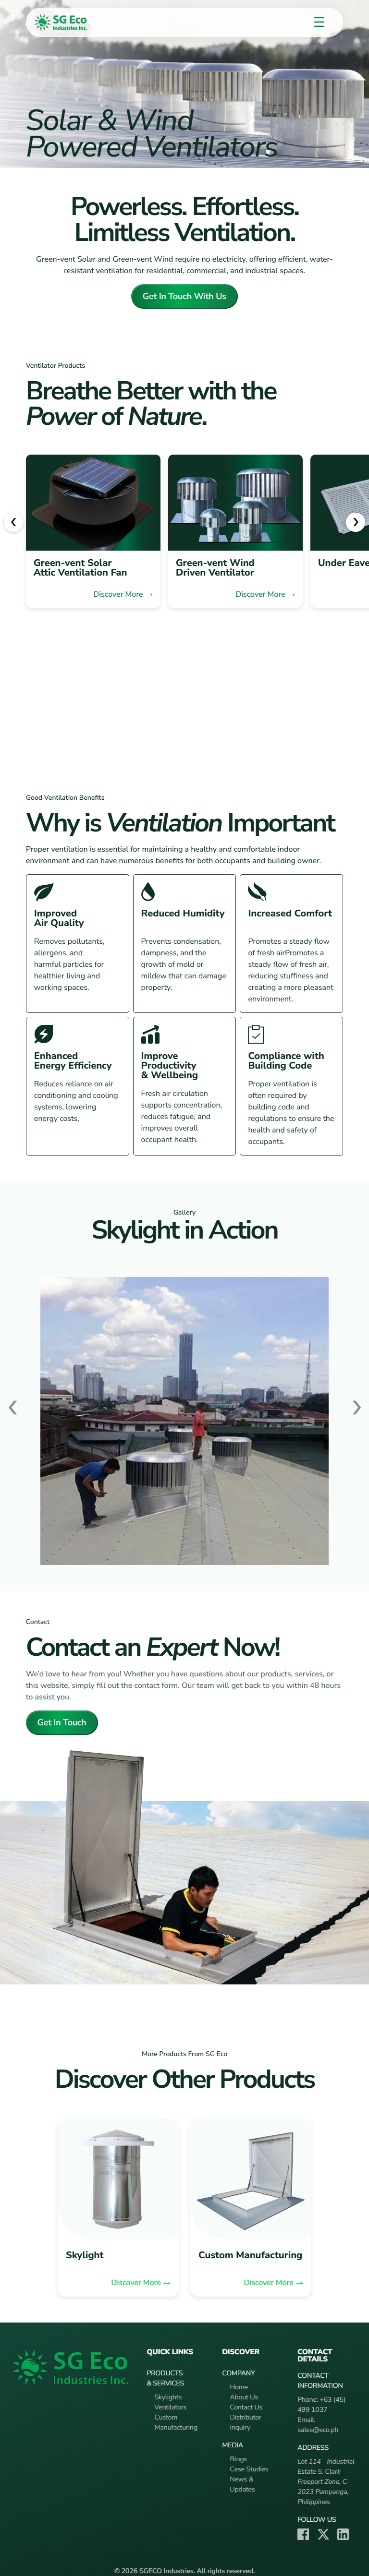 SG Eco
Industries Inc.
Solar & Wind
Powered Ventilators
Powerless. Effortless.
Limitless Ventilation.
Green-vent Solar and Green-vent Wind require no electricity, offering efficient, water-
resistant ventilation for residential, commercial, and industrial spaces.
Get In Touch With Us
Ventilator Products
Breathe Better with the
Power of Nature.
Green-vent Solar
Attic Ventilation Fan
Discover More →
Green-vent Wind
Driven Ventilator
Discover More →
Under Eave
Good Ventilation Benefits
Why is Ventilation Important
Proper ventilation is essential for maintaining a healthy and comfortable indoor
environment and can have numerous benefits for both occupants and building owner.
Improved
Air Quality
Removes pollutants,
allergens, and
harmful particles for
healthier living and
working spaces.
Reduced Humidity
Prevents condensation,
dampness, and the
growth of mold or
mildew that can damage
property.
Increased Comfort
Promotes a steady flow
of fresh airPromotes a
steady flow of fresh air,
reducing stuffiness and
creating a more pleasant
environment.
Enhanced
Energy Efficiency
Reduces reliance on air
conditioning and cooling
systems, lowering
energy costs.
Improve
Productivity
& Wellbeing
Fresh air circulation
supports concentration,
reduces fatigue, and
improves overall
occupant health.
Compliance with
Building Code
Proper ventilation is
often required by
building code and
regulations to ensure the
health and safety of
occupants.
Gallery
Skylight in Action
Contact
Contact an Expert Now!
We'd love to hear from you! Whether you have questions about our products, services, or
this website, simply fill out the contact form. Our team will get back to you within 48 hours
to assist you.
Get In Touch
More Products From SG Eco
Discover Other Products
Skylight
Discover More →
Custom Manufacturing
Discover More →
SG Eco
Industries Inc.
QUICK LINKS
PRODUCTS
& SERVICES
Skylights
Ventilators
Custom
Manufacturing
DISCOVER
COMPANY
Home
About Us
Contact Us
Distributor
Inquiry
MEDIA
Blogs
Case Studies
News &
Updates
CONTACT
DETAILS
CONTACT
INFORMATION
Phone: +63 (45)
499 1037
Email:
sales@eco.ph
ADDRESS
Lot 114 - Industrial
Estate 5, Clark
Freeport Zone, C-
2023 Pampanga,
Philippines
FOLLOW US
© 2026 SGECO Industries. All rights reserved.